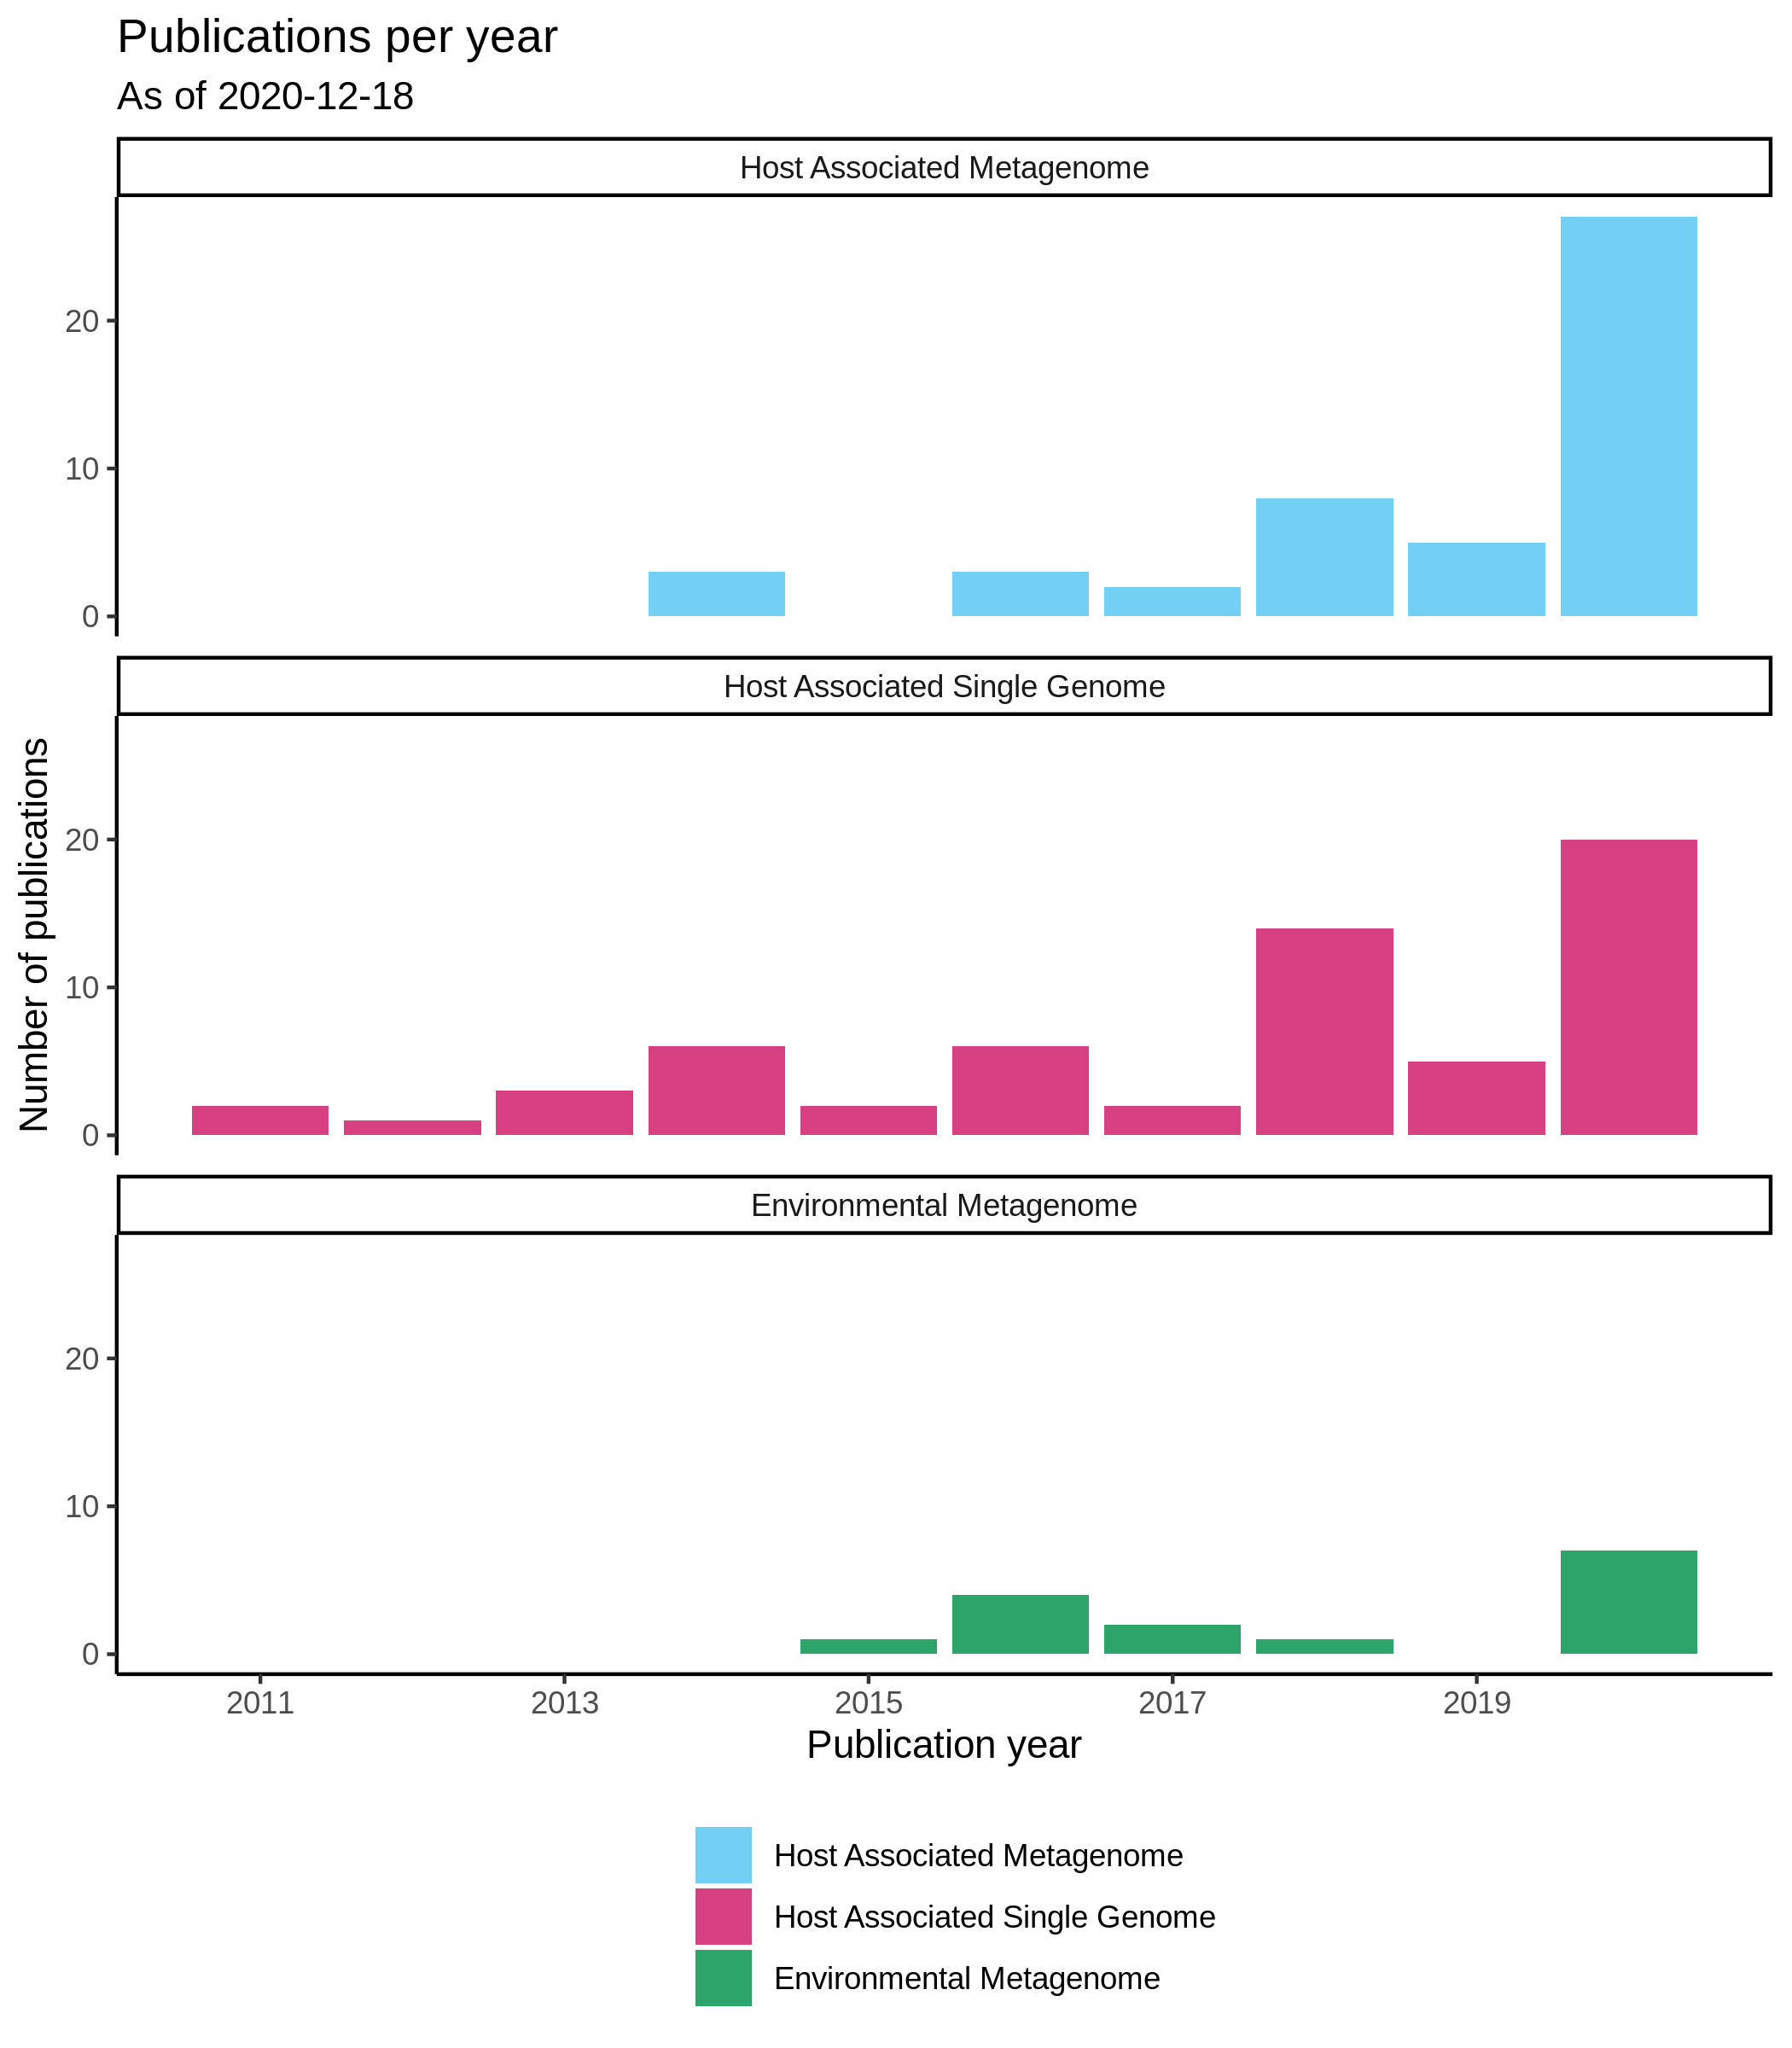 Publications per year
As of 2020-12-18
Host Associated Metagenome
20
10
0
Host Associated Single Genome
20
10
0
Number of publications
Environmental Metagenome
20
10
0
2011 2013 2015 2017 2019
Publication year
Host Associated Metagenome
Host Associated Single Genome
Environmental Metagenome